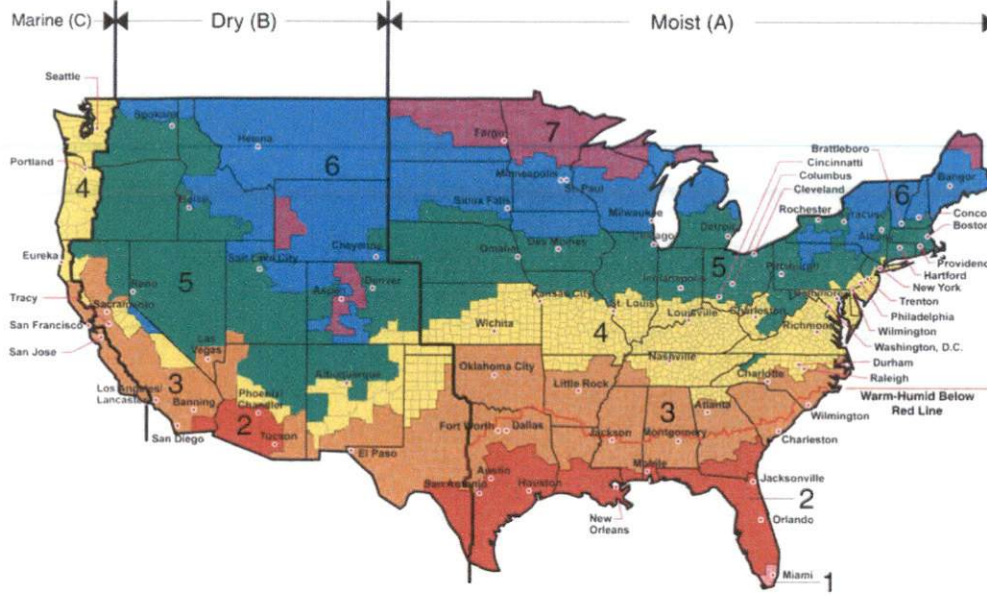 Marine (C)
Dry (B)
Moist (A)
Seattle
Spokane
Helena
Fargo
7
Brattleboro
Cincinnatti
Columbus
Cleveland
Portland
4
6
Minneapolis
St. Paul
6
Bangor
Boise
Sioux Falls
Milwaukee
Rochester
Syracuse
Detroit
Albany
Boston
Cheyenne
Eureka
Salt Lake City
Omaha
Des Moines
Providenc
5
Reno
Aspen
Denver
Indianapolis
5
Pittsburgh
Hartford
New York
Tracy
Sacramento
Kansas City
St. Louis
Trenton
San Francisco
Wichita
4
Louisville
Charleston
Richmond
Philadelphia
Wilmington
San Jose
Las
Vegas
Washington, D.C.
Nashville
Durham
3
Albuquerque
Oklahoma City
Charlotte
Raleigh
Los Angeles/
Lancaster
Banning
Phoenix/
Chandler
Little Rock
3
Atlanta
Warm-Humid Below
Red Line
2
Wilmington
San Diego
Tucson
El Paso
Fort Worth
Dallas
Jackson
Montgomery
Charleston
Austin
Mobile
Jacksonville
San Antonio
Houston
2
New
Orleans
Orlando
Miami
1